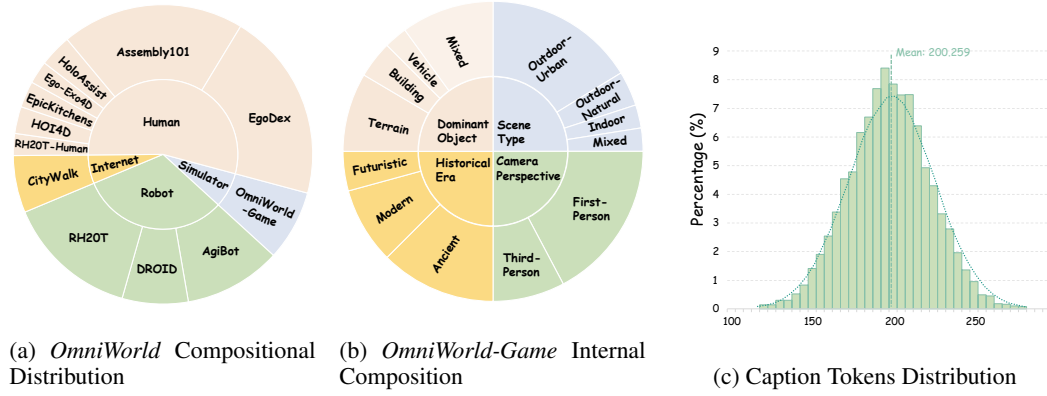 Assembly101
HoloAssist
Ego-Exo4D
EpicKitchens
HOI4D
RH20T-Human
Human
EgoDex
Internet
CityWalk
Simulator
OmniWorld
-Game
Robot
RH20T
DROID
AgiBot
Mixed
Vehicle
Building
Terrain
Dominant
Object
Outdoor-
Urban
Outdoor-
Natural
Indoor
Mixed
Scene
Type
Futuristic
Modern
Ancient
Historical
Era
Camera
Perspective
First-
Person
Third-
Person
Mean: 200.259
Percentage (%)
9
8
7
6
5
4
3
2
1
0
100
150
200
250
(a) OmniWorld Compositional
Distribution
(b) OmniWorld-Game Internal
Composition
(c) Caption Tokens Distribution